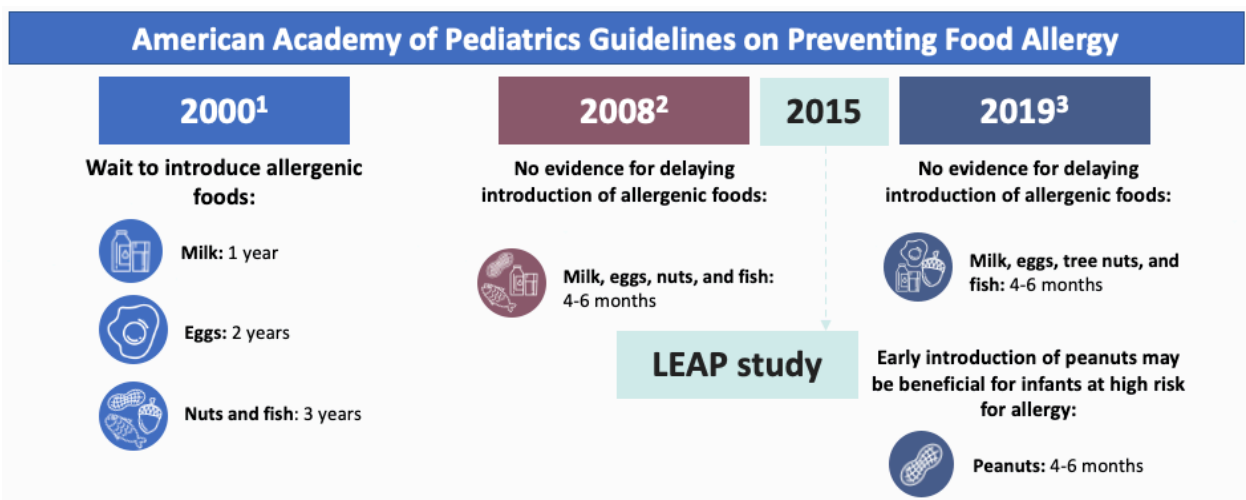 American Academy of Pediatrics Guidelines on Preventing Food Allergy
2000¹
Wait to introduce allergenic
foods:
Milk: 1 year
Eggs: 2 years
Nuts and fish: 3 years
2008²
No evidence for delaying
introduction of allergenic foods:
Milk, eggs, nuts, and fish:
4-6 months
2015
LEAP study
2019³
No evidence for delaying
introduction of allergenic foods:
Milk, eggs, tree nuts, and
fish: 4-6 months
Early introduction of peanuts may
be beneficial for infants at high risk
for allergy:
Peanuts: 4-6 months